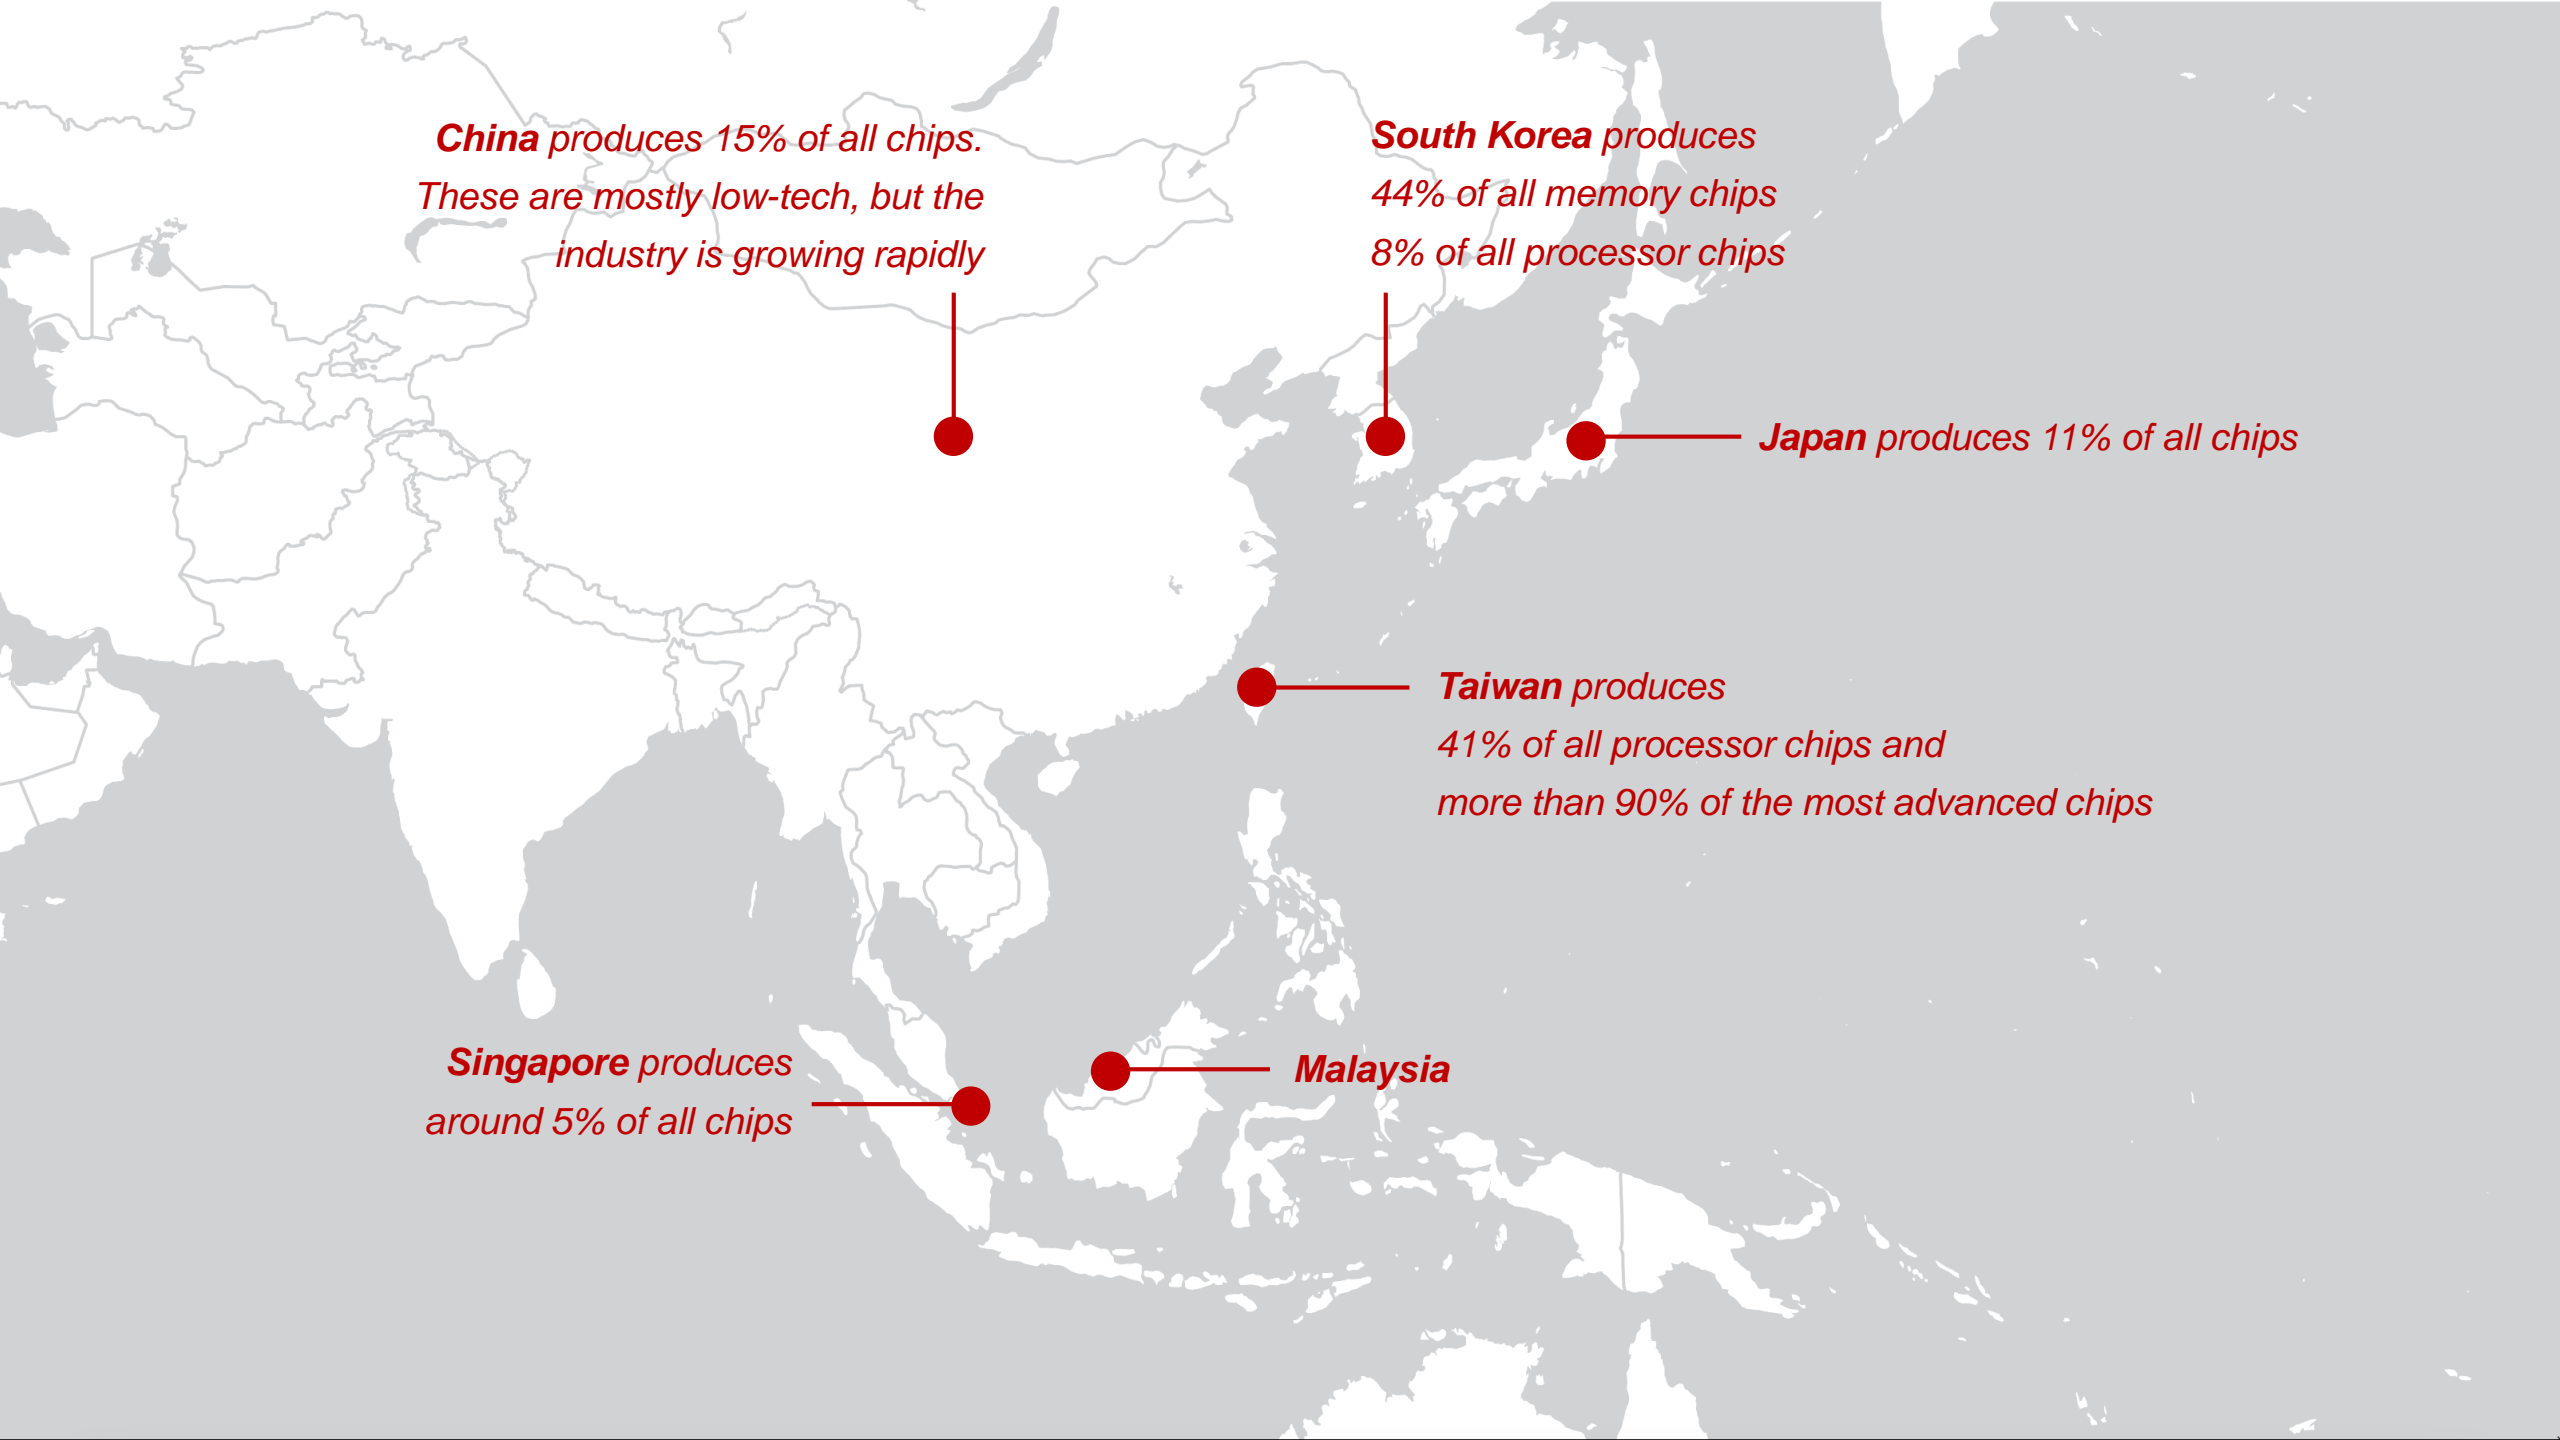 China produces 15% of all chips.
These are mostly low-tech, but the
industry is growing rapidly
South Korea produces
44% of all memory chips
8% of all processor chips
Japan produces 11% of all chips
Taiwan produces
41% of all processor chips and
more than 90% of the most advanced chips
Singapore produces
around 5% of all chips
Malaysia